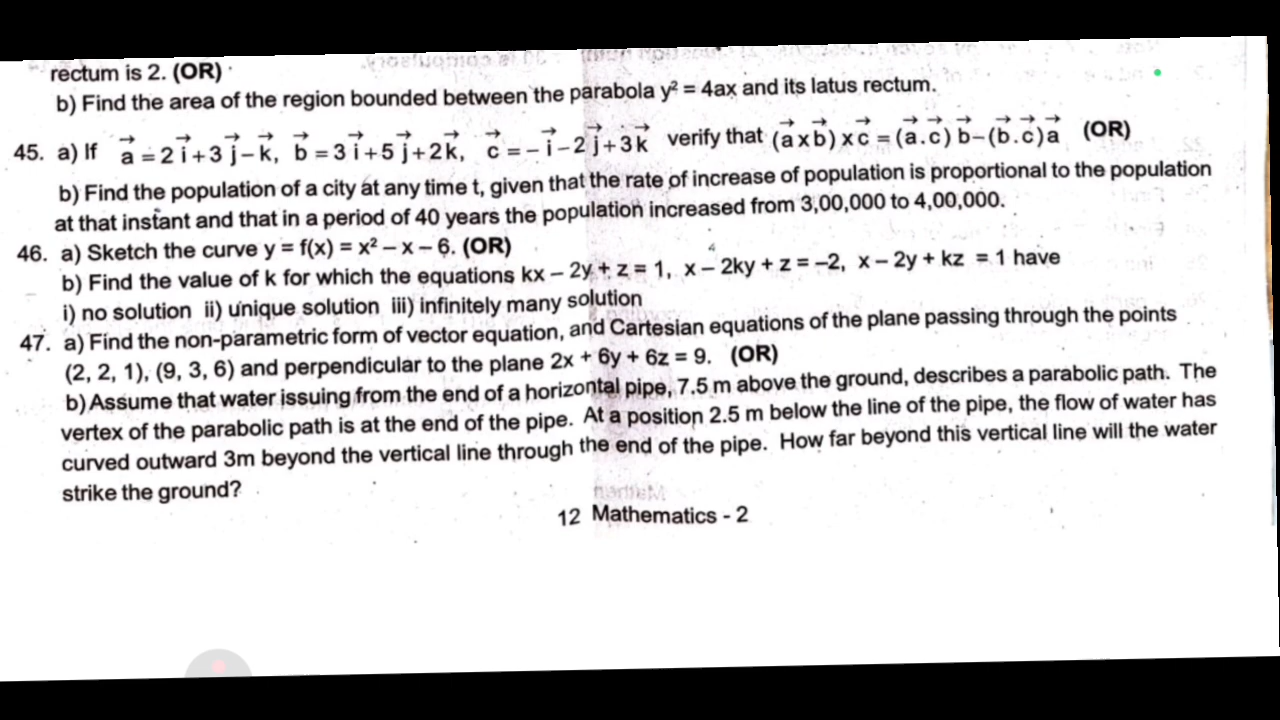 rectum is 2. (OR)
b) Find the area of the region bounded between the parabola y² = 4ax and its latus rectum.
45. a) If a⃗ = 2i⃗+3j⃗−k⃗, b⃗ = 3i⃗+5j⃗+2k⃗, c⃗ = −i⃗−2j⃗+3k⃗ verify that (a⃗xb⃗)xc⃗ = (a⃗.c⃗)b⃗−(b⃗.c⃗)a⃗ (OR)
b) Find the population of a city at any time t, given that the rate of increase of population is proportional to the population
at that instant and that in a period of 40 years the population increased from 3,00,000 to 4,00,000.
46. a) Sketch the curve y = f(x) = x² – x – 6. (OR)
b) Find the value of k for which the equations kx – 2y + z = 1, x – 2ky + z = –2, x – 2y + kz = 1 have
i) no solution ii) unique solution iii) infinitely many solution
47. a) Find the non-parametric form of vector equation, and Cartesian equations of the plane passing through the points
(2, 2, 1), (9, 3, 6) and perpendicular to the plane 2x + 6y + 6z = 9. (OR)
b) Assume that water issuing from the end of a horizontal pipe, 7.5 m above the ground, describes a parabolic path. The
vertex of the parabolic path is at the end of the pipe. At a position 2.5 m below the line of the pipe, the flow of water has
curved outward 3m beyond the vertical line through the end of the pipe. How far beyond this vertical line will the water
strike the ground?
12 Mathematics - 2